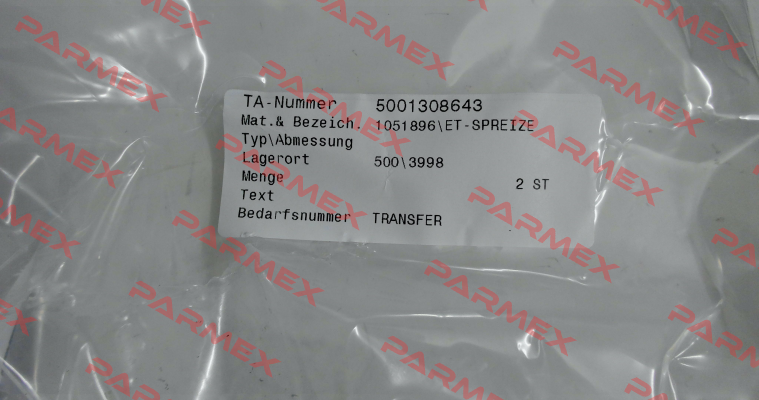 TA-Nummer 5001308643
Mat.& Bezeich. 1051896\ET-SPREIZE
Typ\Abmessung
Lagerort 500\3998
Menge 2 ST
Text
Bedarfsnummer TRANSFER
PARMEX